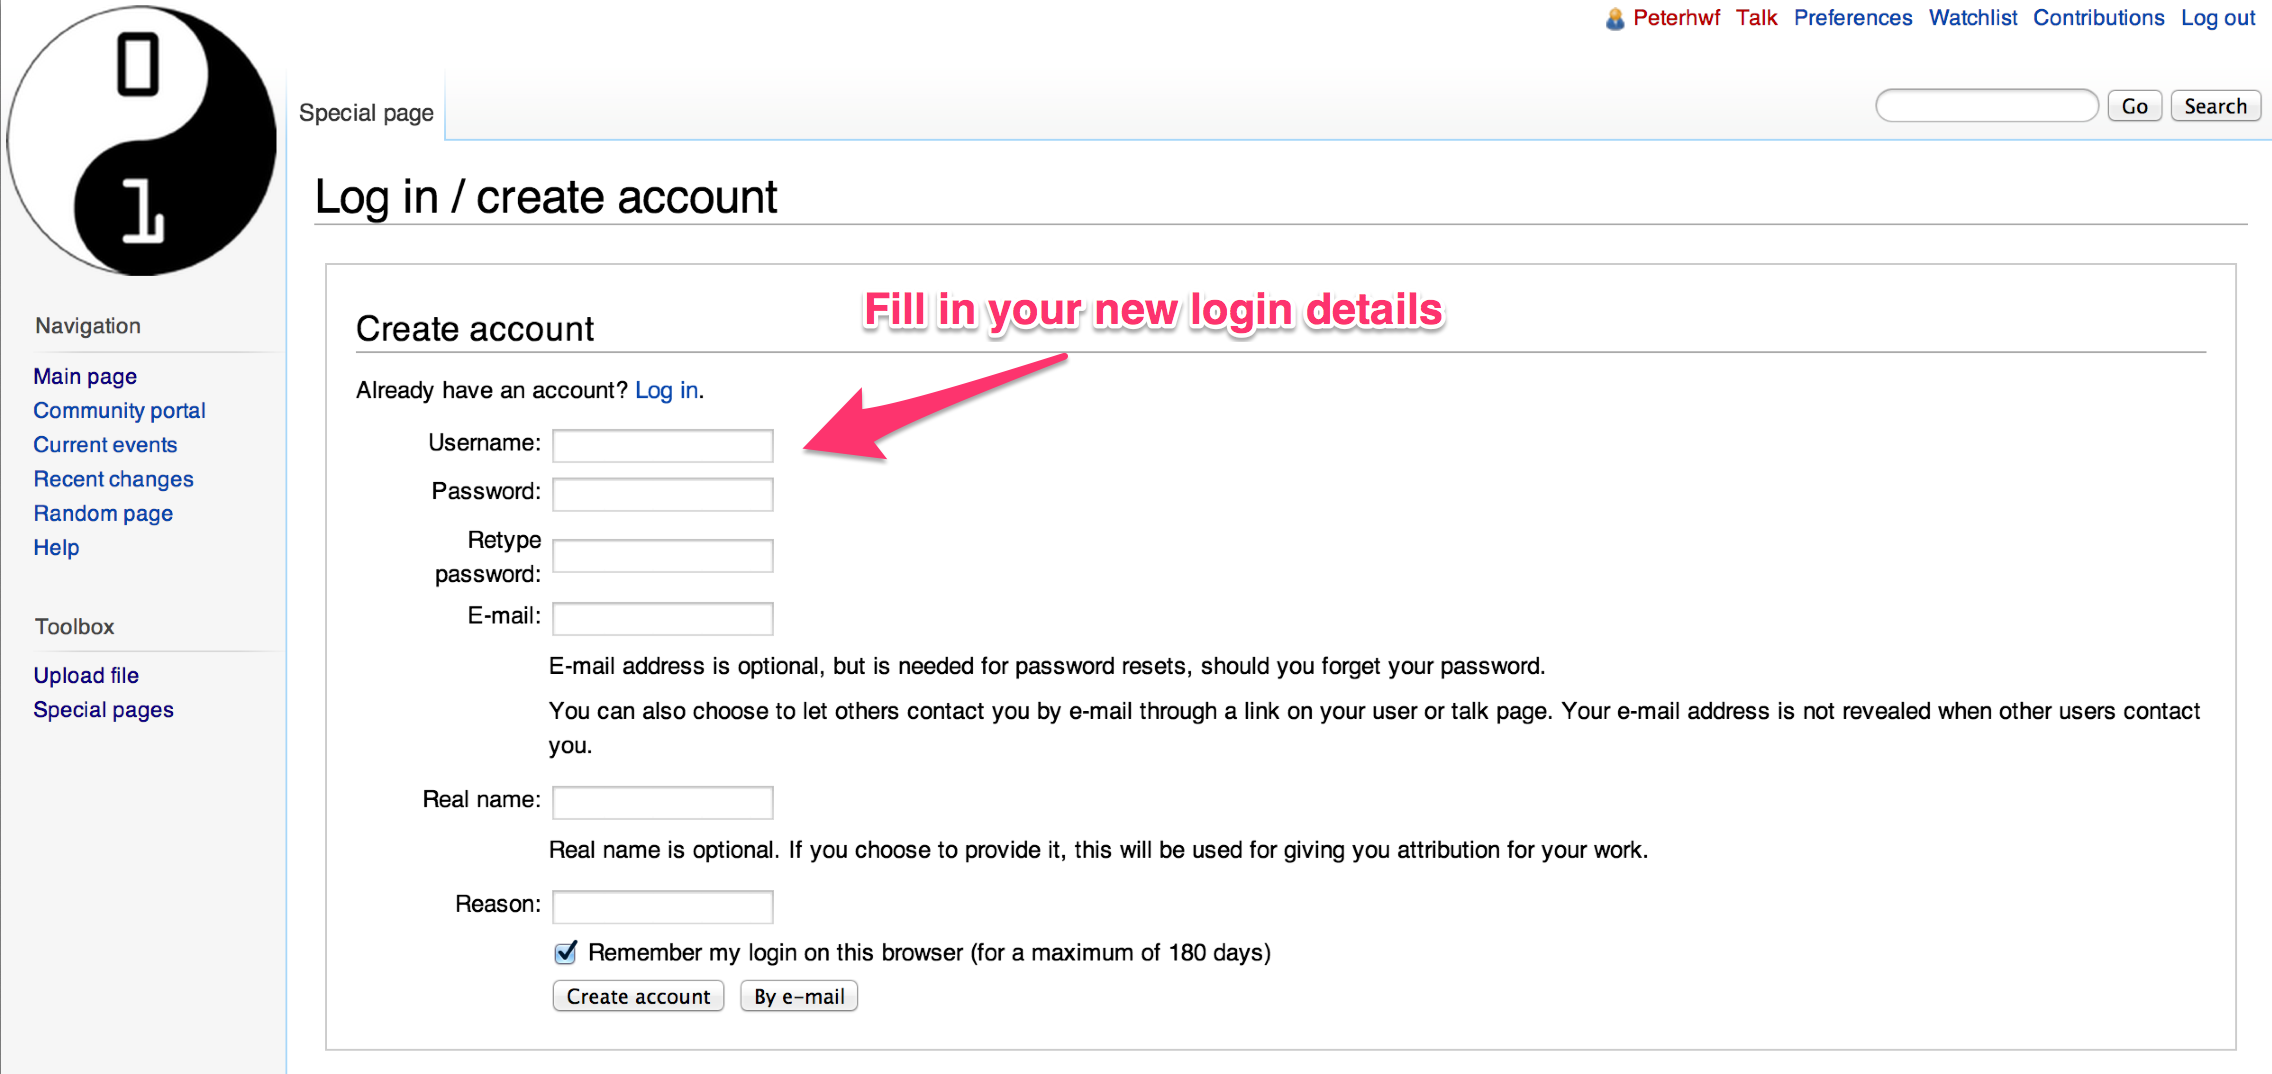 0
1
Peterhwf Talk Preferences Watchlist Contributions Log out
Special page
Go Search
Log in / create account
Navigation
Main page
Community portal
Current events
Recent changes
Random page
Help
Toolbox
Upload file
Special pages
Fill in your new login details
Create account
Already have an account? Log in.
Username:
Password:
Retype
password:
E-mail:
E-mail address is optional, but is needed for password resets, should you forget your password.
You can also choose to let others contact you by e-mail through a link on your user or talk page. Your e-mail address is not revealed when other users contact
you.
Real name:
Real name is optional. If you choose to provide it, this will be used for giving you attribution for your work.
Reason:
Remember my login on this browser (for a maximum of 180 days)
Create account By e-mail